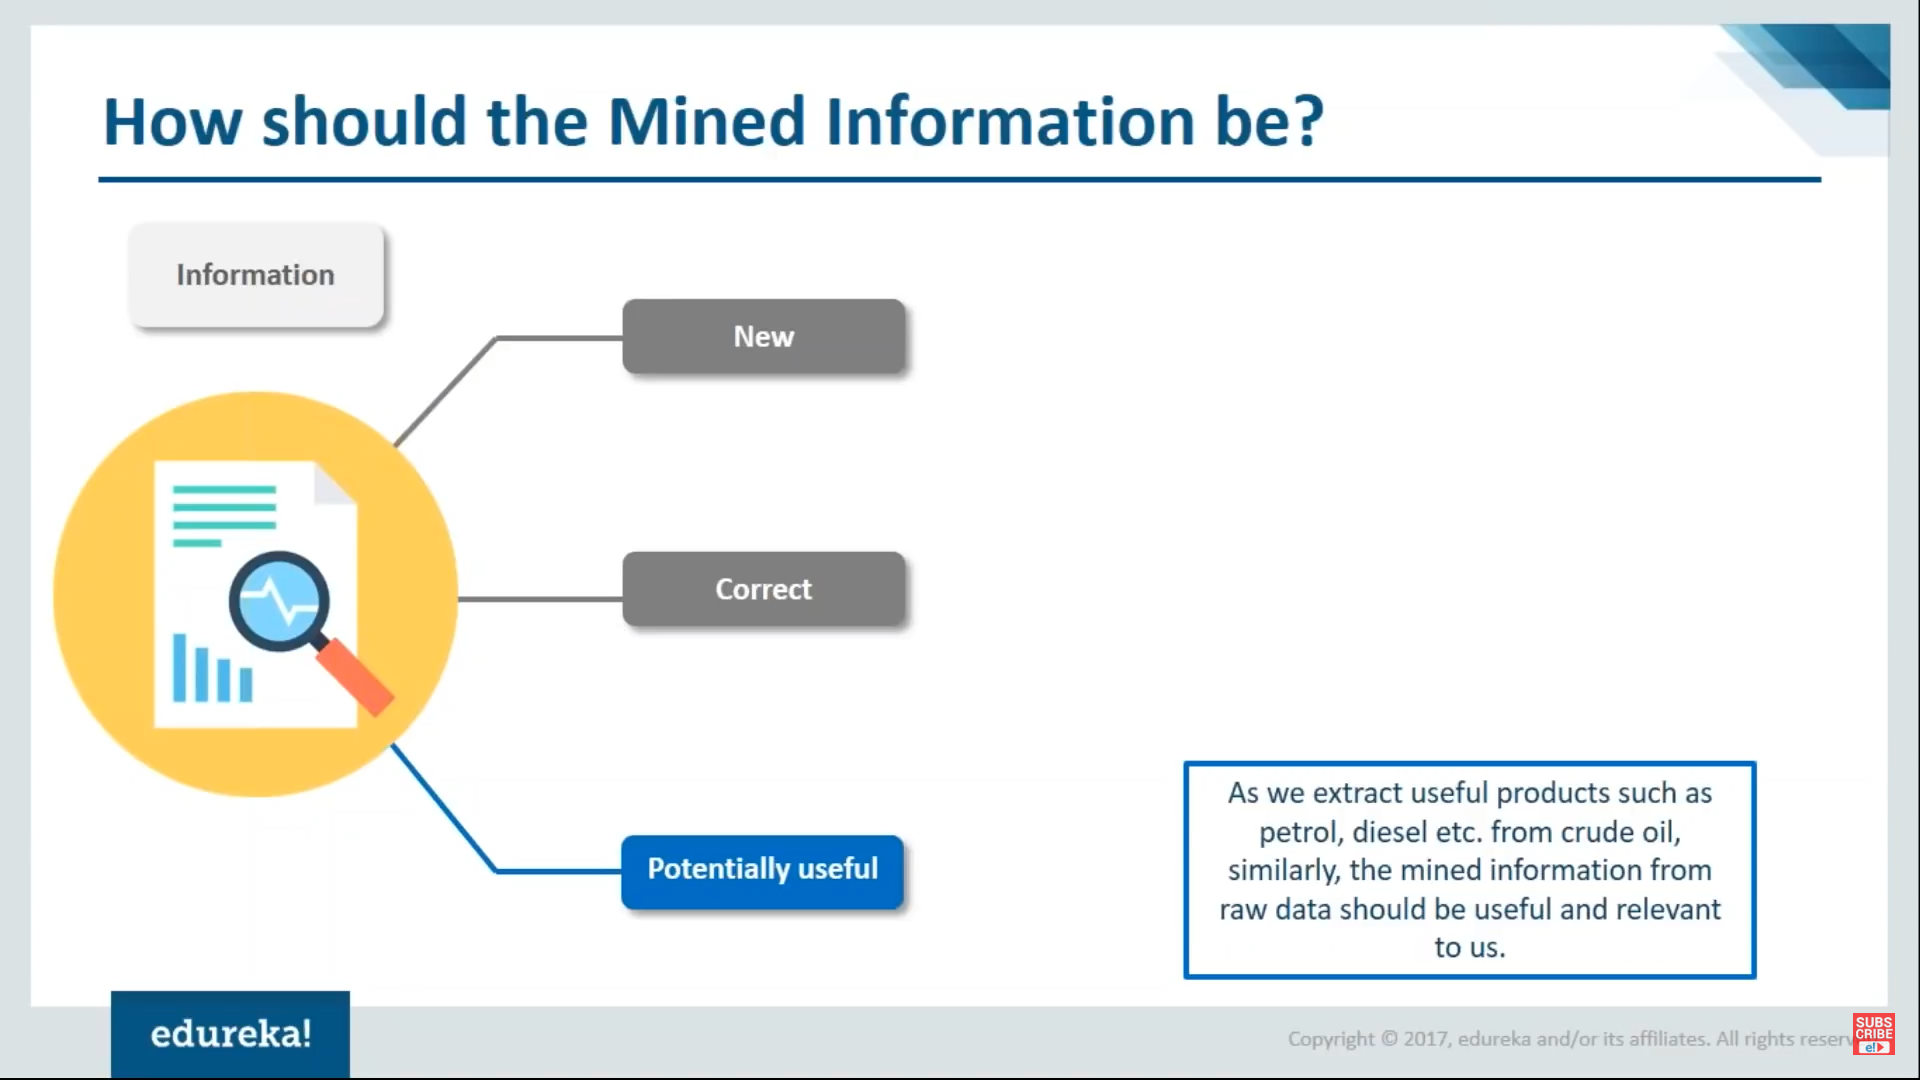 How should the Mined Information be?
Information
New
Correct
Potentially useful
As we extract useful products such as
petrol, diesel etc. from crude oil,
similarly, the mined information from
raw data should be useful and relevant
to us.
edureka!
Copyright © 2017, edureka and/or its affiliates. All rights reserv
SUBS
CRIBE
e!